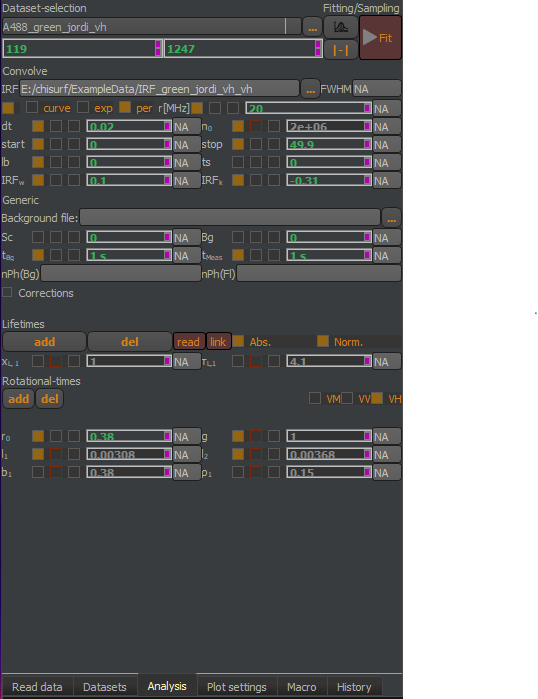 Dataset-selection Fitting/Sampling
A488_green_jordi_vh ... Fit
119 1247 |-|
Convolve
IRF E:/chisurf/ExampleData/IRF_green_jordi_vh_vh ... FWHM NA
curve exp per r[MHz] 20 NA
dt 0.02 NA n₀ 2e+06 NA
start 0 NA stop 49.9 NA
lb 0 NA ts 0 NA
IRFw 0.1 NA IRFk -0.31 NA
Generic
Background file: ...
Sc 0 NA Bg 0 NA
tBg 1 s NA tMeas 1 s NA
nPh(Bg) nPh(Fl)
Corrections
Lifetimes
add del read link Abs. Norm.
xL,1 1 NA τL,1 4.1 NA
Rotational-times
add del VM VV VH
r₀ 0.38 NA g 1 NA
l₁ 0.00308 NA l₂ 0.00368 NA
b₁ 0.38 NA ρ₁ 0.15 NA
Read data Datasets Analysis Plot settings Macro History